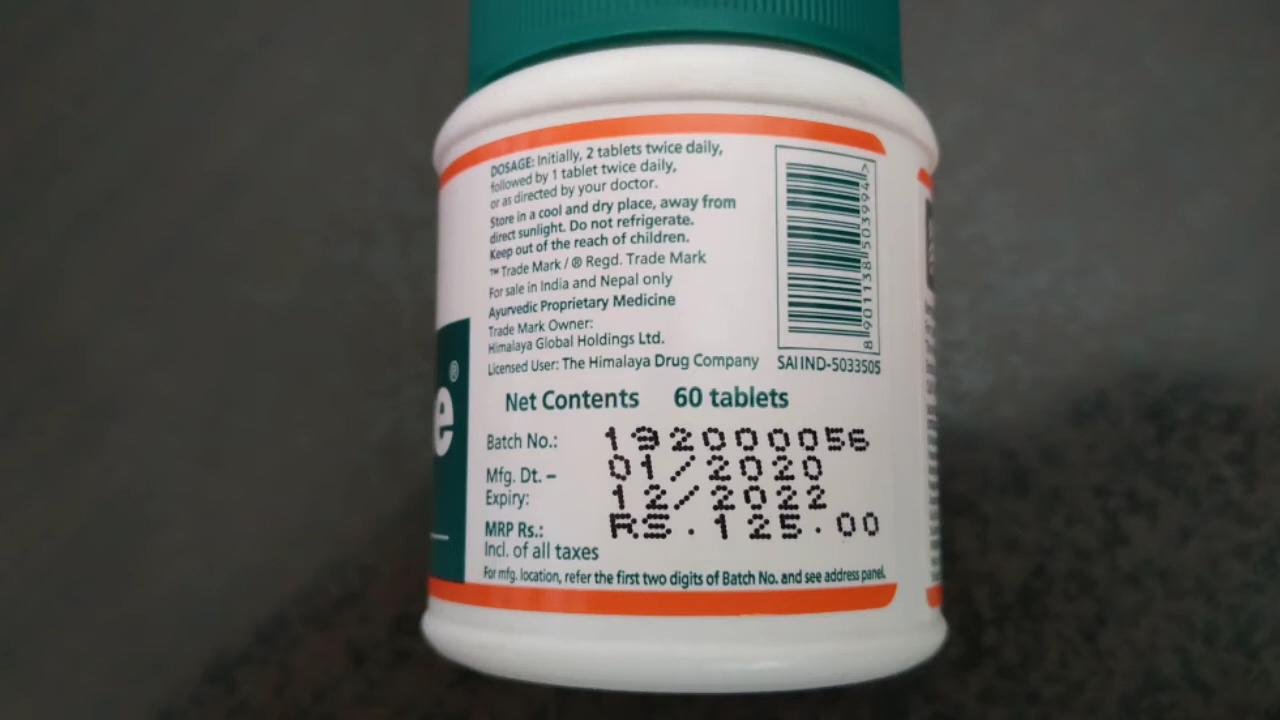 DOSAGE: Initially, 2 tablets twice daily,
followed by 1 tablet twice daily,
or as directed by your doctor.
Store in a cool and dry place, away from
direct sunlight. Do not refrigerate.
Keep out of the reach of children.
™ Trade Mark / ® Regd. Trade Mark
For sale in India and Nepal only
Ayurvedic Proprietary Medicine
Trade Mark Owner:
Himalaya Global Holdings Ltd.
Licensed User: The Himalaya Drug Company
8901138503994
SAIIND-5033505
e®
Net Contents 60 tablets
Batch No.: 192000056
Mfg. Dt. – 01/2020
Expiry: 12/2022
MRP Rs.: RS.125.00
Incl. of all taxes
For mfg. location, refer the first two digits of Batch No. and see address panel.